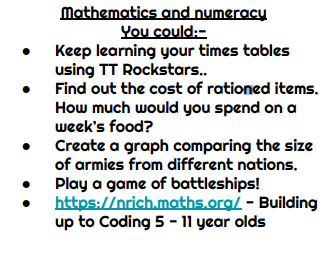 Mathematics and numeracy
You could:-
● Keep learning your times tables
using TT Rockstars..
● Find out the cost of rationed items.
How much would you spend on a
week's food?
● Create a graph comparing the size
of armies from different nations.
● Play a game of battleships!
● https://nrich.maths.org/ - Building
up to Coding 5 - 11 year olds